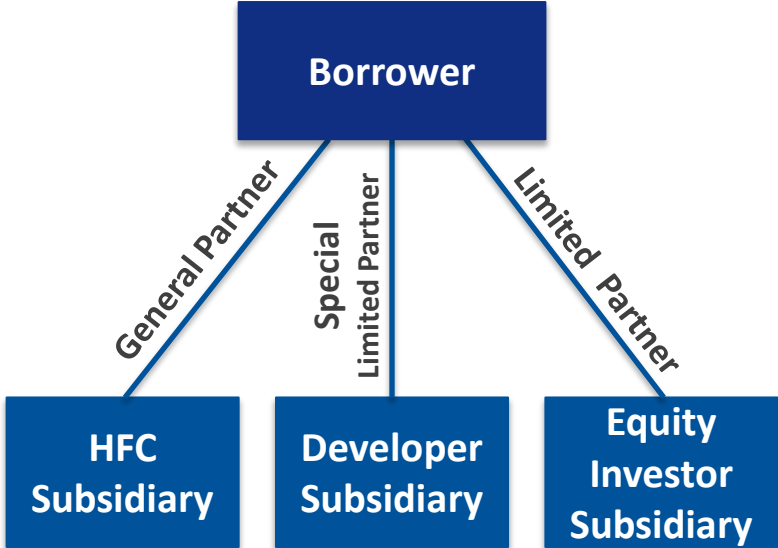 Borrower
General Partner
Special
Limited Partner
Limited Partner
HFC
Subsidiary
Developer
Subsidiary
Equity
Investor
Subsidiary